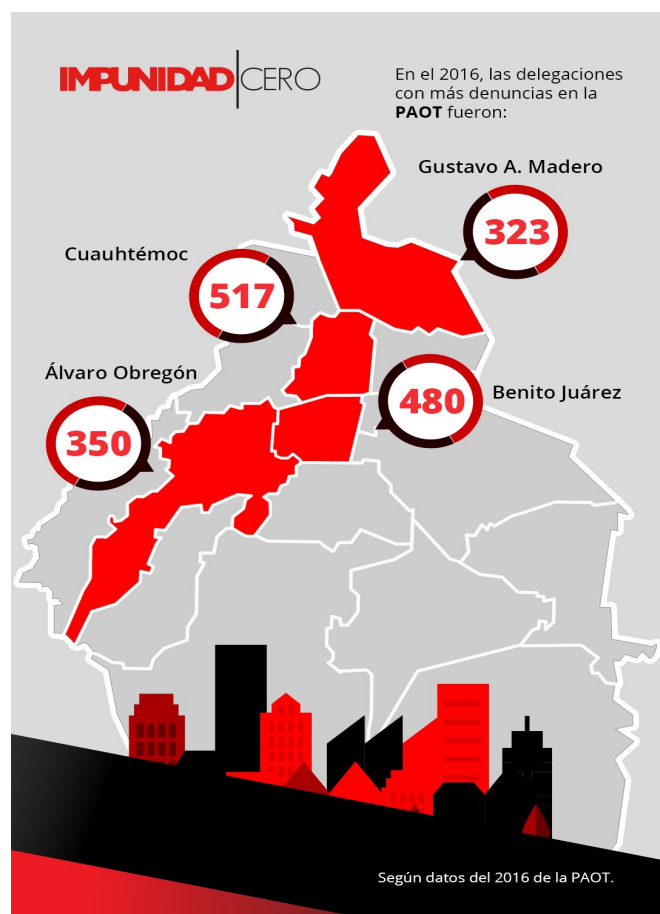 IMPUNIDAD CERO
En el 2016, las delegaciones
con más denuncias en la
PAOT fueron:
Gustavo A. Madero
323
Cuauhtémoc
517
Álvaro Obregón
350
480
Benito Juárez
Según datos del 2016 de la PAOT.